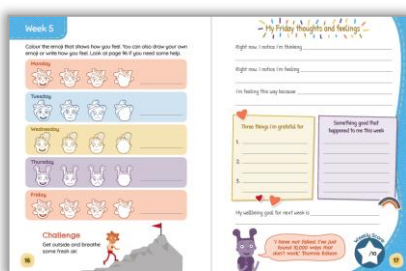 Week 5
Colour the emoji that shows how you feel. You can also draw your own
emoji or write how you feel. Look at page 96 if you need some help.
Monday
Tuesday
Wednesday
Thursday
Friday
Challenge
Get outside and breathe
some fresh air.
16
My Friday thoughts and feelings
Right now I notice I'm thinking
Right now I notice I'm feeling
I'm feeling this way because
Three things I'm grateful for
1.
2.
3.
Something good that
happened to me this week
My wellbeing goal for next week is
'I have not failed. I've just
found 10,000 ways that
don't work.' Thomas Edison
Weekly Score
/10
17